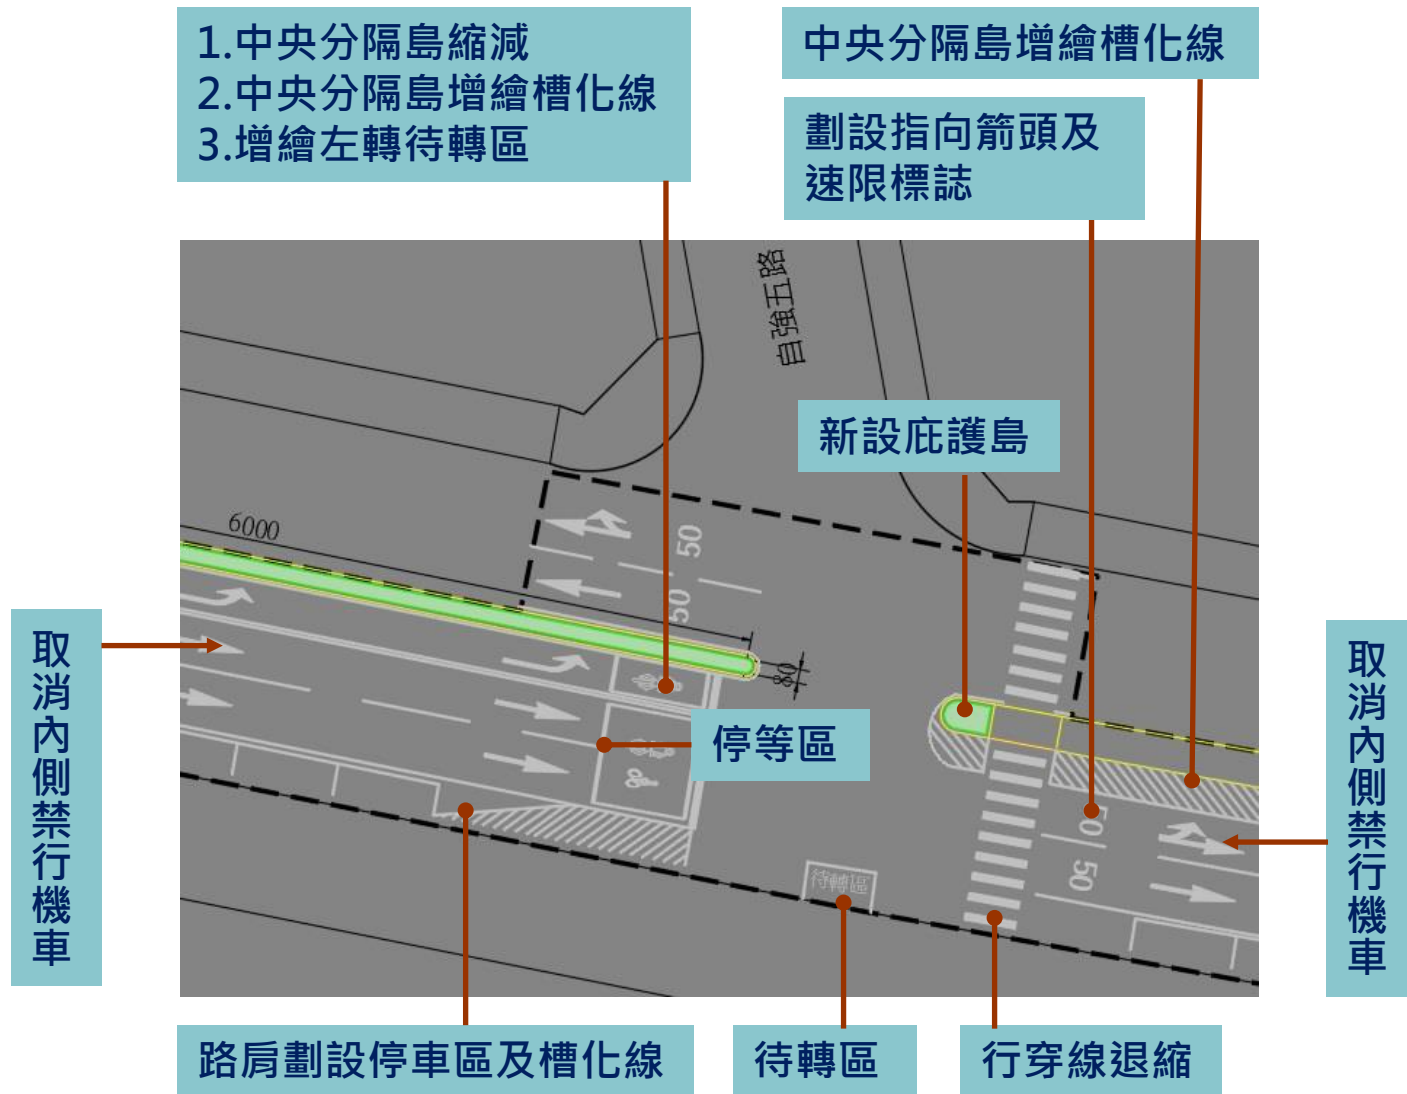 1.中央分隔島縮減
2.中央分隔島增繪槽化線
3.增繪左轉待轉區
中央分隔島增繪槽化線
劃設指向箭頭及
速限標誌
自強五路
新設庇護島
6000
50
50
80
取消內側禁行機車
停等區
取消內側禁行機車
50
50
待轉區
路肩劃設停車區及槽化線
待轉區
行穿線退縮